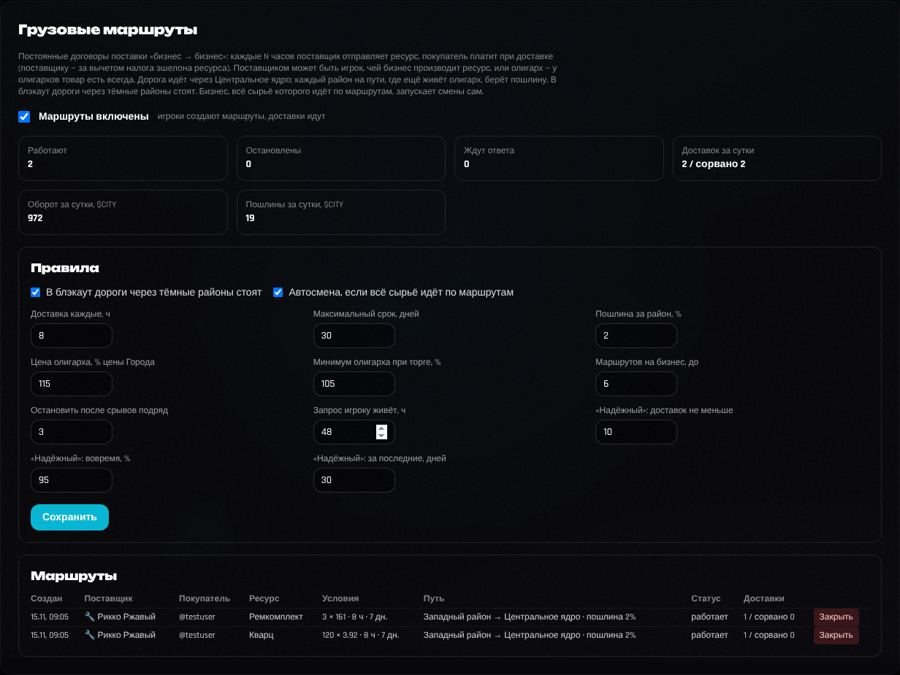 Грузовые маршруты
Постоянные договоры поставки «бизнес → бизнес»: каждые N часов поставщик отправляет ресурс, покупатель платит при доставке
(поставщику – за вычетом налога эшелона ресурса). Поставщиком может быть игрок, чей бизнес производит ресурс, или олигарх – у
олигархов товар есть всегда. Дорога идёт через Центральное ядро; каждый район на пути, где ещё живёт олигарх, берёт пошлину. В
блэкаут дороги через тёмные районы стоят. Бизнес, всё сырьё которого идёт по маршрутам, запускает смены сам.
Маршруты включены игроки создают маршруты, доставки идут
Работают Остановлены Ждут ответа Доставок за сутки
2 0 0 2 / сорвано 2
Оборот за сутки, $CITY Пошлины за сутки, $CITY
972 19
Правила
В блэкаут дороги через тёмные районы стоят Автосмена, если всё сырьё идёт по маршрутам
Доставка каждые, ч Максимальный срок, дней Пошлина за район, %
8 30 2
Цена олигарха, % цены Города Минимум олигарха при торге, % Маршрутов на бизнес, до
115 105 6
Остановить после срывов подряд Запрос игроку живёт, ч «Надёжный»: доставок не меньше
3 48 10
«Надёжный»: вовремя, % «Надёжный»: за последние, дней
95 30
Сохранить
Маршруты
Создан Поставщик Покупатель Ресурс Условия Путь Статус Доставки
15.11, 09:05 Рикко Ржавый @testuser Ремкомплект 3 × 161 · 8 ч · 7 дн. Западный район → Центральное ядро · пошлина 2% работает 1 / сорвано 0 Закрыть
15.11, 09:05 Рикко Ржавый @testuser Кварц 120 × 3.92 · 8 ч · 7 дн. Западный район → Центральное ядро · пошлина 2% работает 1 / сорвано 0 Закрыть